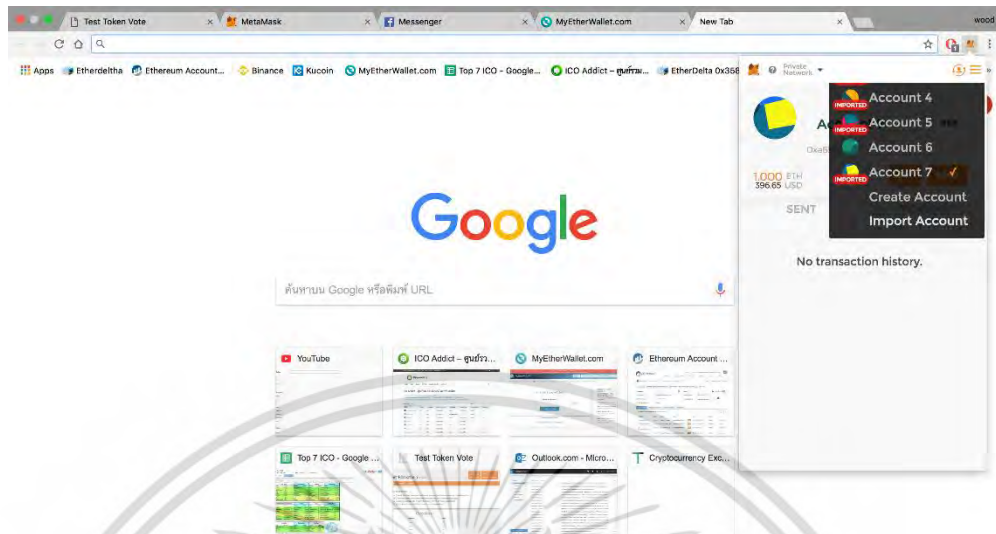 Test Token Vote × MetaMask × Messenger × MyEtherWallet.com × New Tab × wood
Apps Etherdeltha Ethereum Account... Binance Kucoin MyEtherWallet.com Top 7 ICO - Google... ICO Addict – ศูนย์รวม... EtherDelta 0x358
Private
Network
Account 4
IMPORTED
Account 5
IMPORTED
Account 6
Account 7 ✓
IMPORTED
Create Account
Import Account
1.000 ETH
396.65 USD
SENT
No transaction history.
Google
ค้นหาบน Google หรือพิมพ์ URL
YouTube ICO Addict – ศูนย์รว... MyEtherWallet.com Ethereum Account ...
Top 7 ICO - Google ... Test Token Vote Outlook.com - Micro... Cryptocurrency Exc...